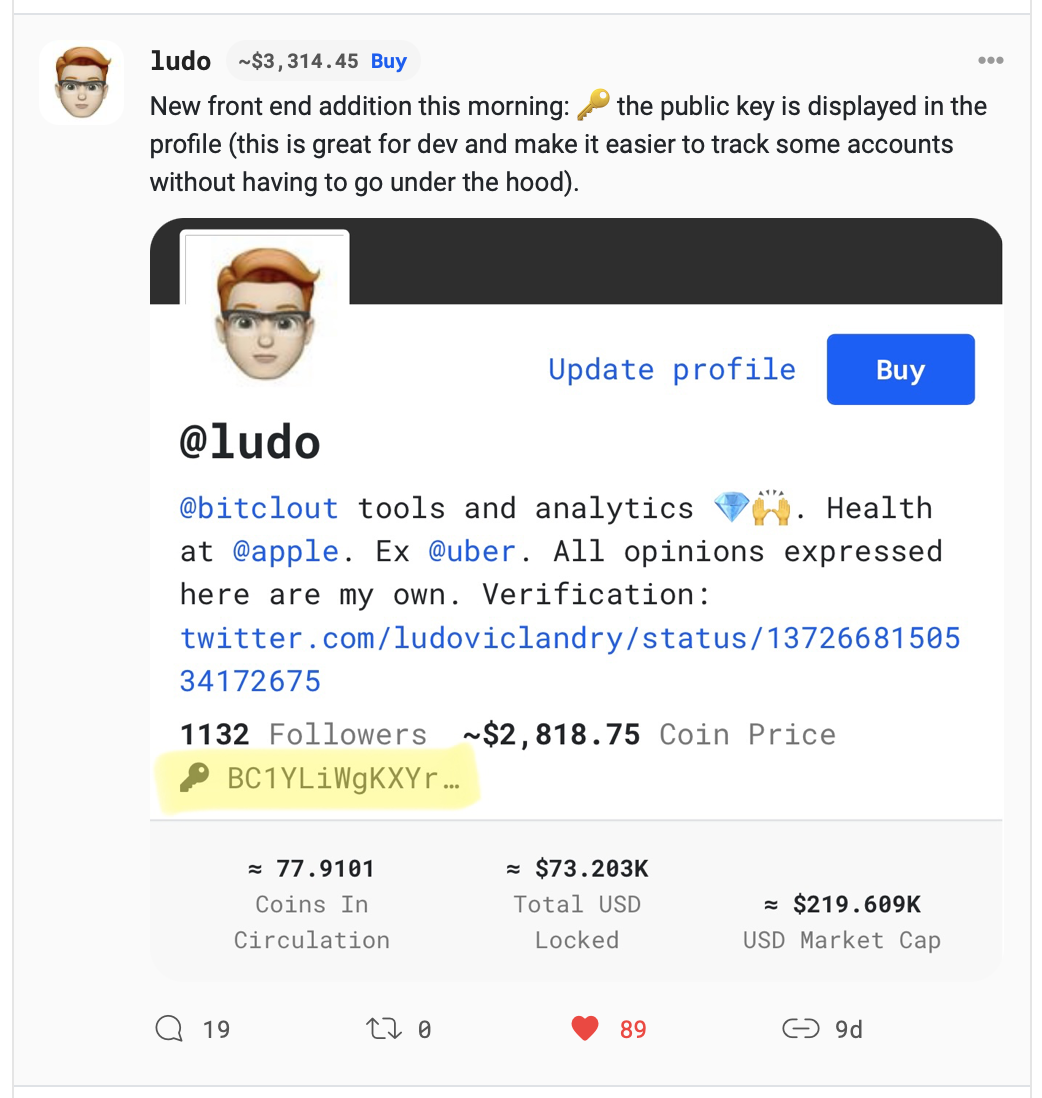 ludo ~$3,314.45 Buy
New front end addition this morning: 🔑 the public key is displayed in the
profile (this is great for dev and make it easier to track some accounts
without having to go under the hood).
Update profile Buy
@ludo
@bitclout tools and analytics 💎🙌. Health
at @apple. Ex @uber. All opinions expressed
here are my own. Verification:
twitter.com/ludoviclandry/status/13726681505
34172675
1132 Followers ~$2,818.75 Coin Price
BC1YLiWgKXYr…
≈ 77.9101
Coins In
Circulation
≈ $73.203K
Total USD
Locked
≈ $219.609K
USD Market Cap
19 0 89 9d